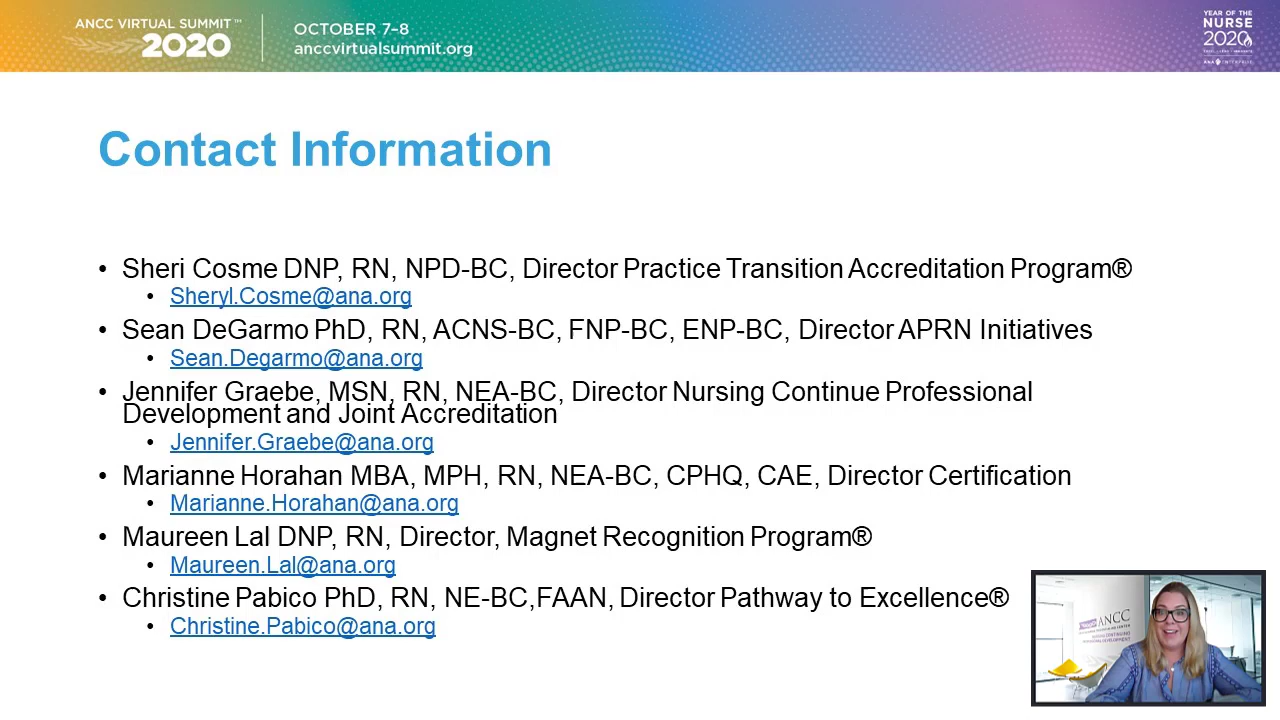 ANCC VIRTUAL SUMMIT™
2020
OCTOBER 7–8
anccvirtualsummit.org
YEAR OF THE
NURSE
2020
ANA ENTERPRISE
Contact Information
• Sheri Cosme DNP, RN, NPD-BC, Director Practice Transition Accreditation Program®
• Sheryl.Cosme@ana.org
• Sean DeGarmo PhD, RN, ACNS-BC, FNP-BC, ENP-BC, Director APRN Initiatives
• Sean.Degarmo@ana.org
• Jennifer Graebe, MSN, RN, NEA-BC, Director Nursing Continue Professional
Development and Joint Accreditation
• Jennifer.Graebe@ana.org
• Marianne Horahan MBA, MPH, RN, NEA-BC, CPHQ, CAE, Director Certification
• Marianne.Horahan@ana.org
• Maureen Lal DNP, RN, Director, Magnet Recognition Program®
• Maureen.Lal@ana.org
• Christine Pabico PhD, RN, NE-BC,FAAN, Director Pathway to Excellence®
• Christine.Pabico@ana.org
ANCC